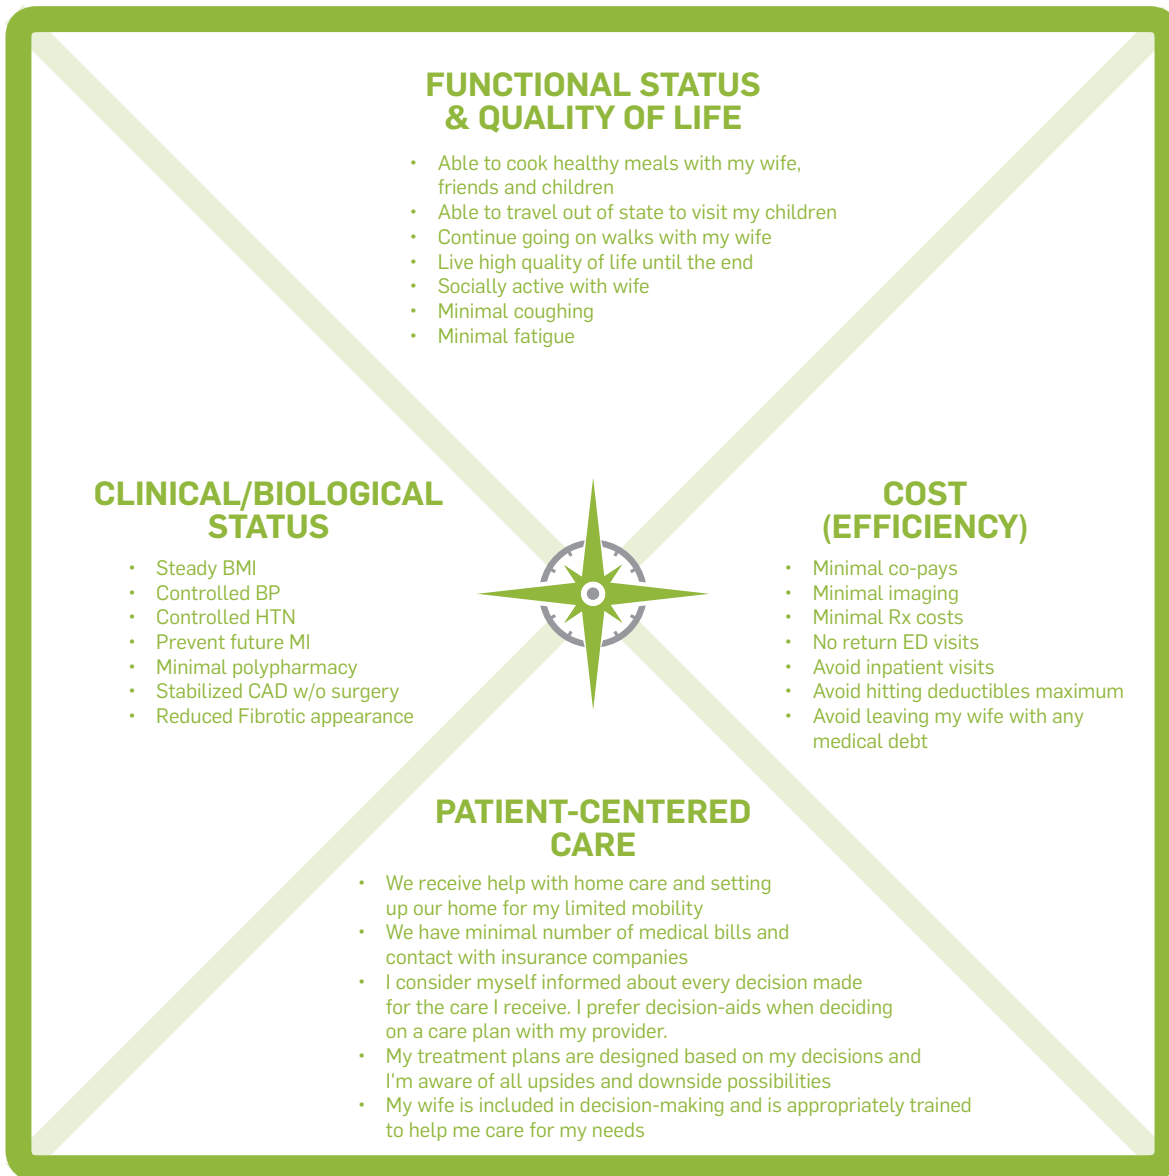 FUNCTIONAL STATUS
& QUALITY OF LIFE
• Able to cook healthy meals with my wife,
friends and children
• Able to travel out of state to visit my children
• Continue going on walks with my wife
• Live high quality of life until the end
• Socially active with wife
• Minimal coughing
• Minimal fatigue
CLINICAL/BIOLOGICAL
STATUS
• Steady BMI
• Controlled BP
• Controlled HTN
• Prevent future MI
• Minimal polypharmacy
• Stabilized CAD w/o surgery
• Reduced Fibrotic appearance
COST
(EFFICIENCY)
• Minimal co-pays
• Minimal imaging
• Minimal Rx costs
• No return ED visits
• Avoid inpatient visits
• Avoid hitting deductibles maximum
• Avoid leaving my wife with any
medical debt
PATIENT-CENTERED
CARE
• We receive help with home care and setting
up our home for my limited mobility
• We have minimal number of medical bills and
contact with insurance companies
• I consider myself informed about every decision made
for the care I receive. I prefer decision-aids when deciding
on a care plan with my provider.
• My treatment plans are designed based on my decisions and
I'm aware of all upsides and downside possibilities
• My wife is included in decision-making and is appropriately trained
to help me care for my needs